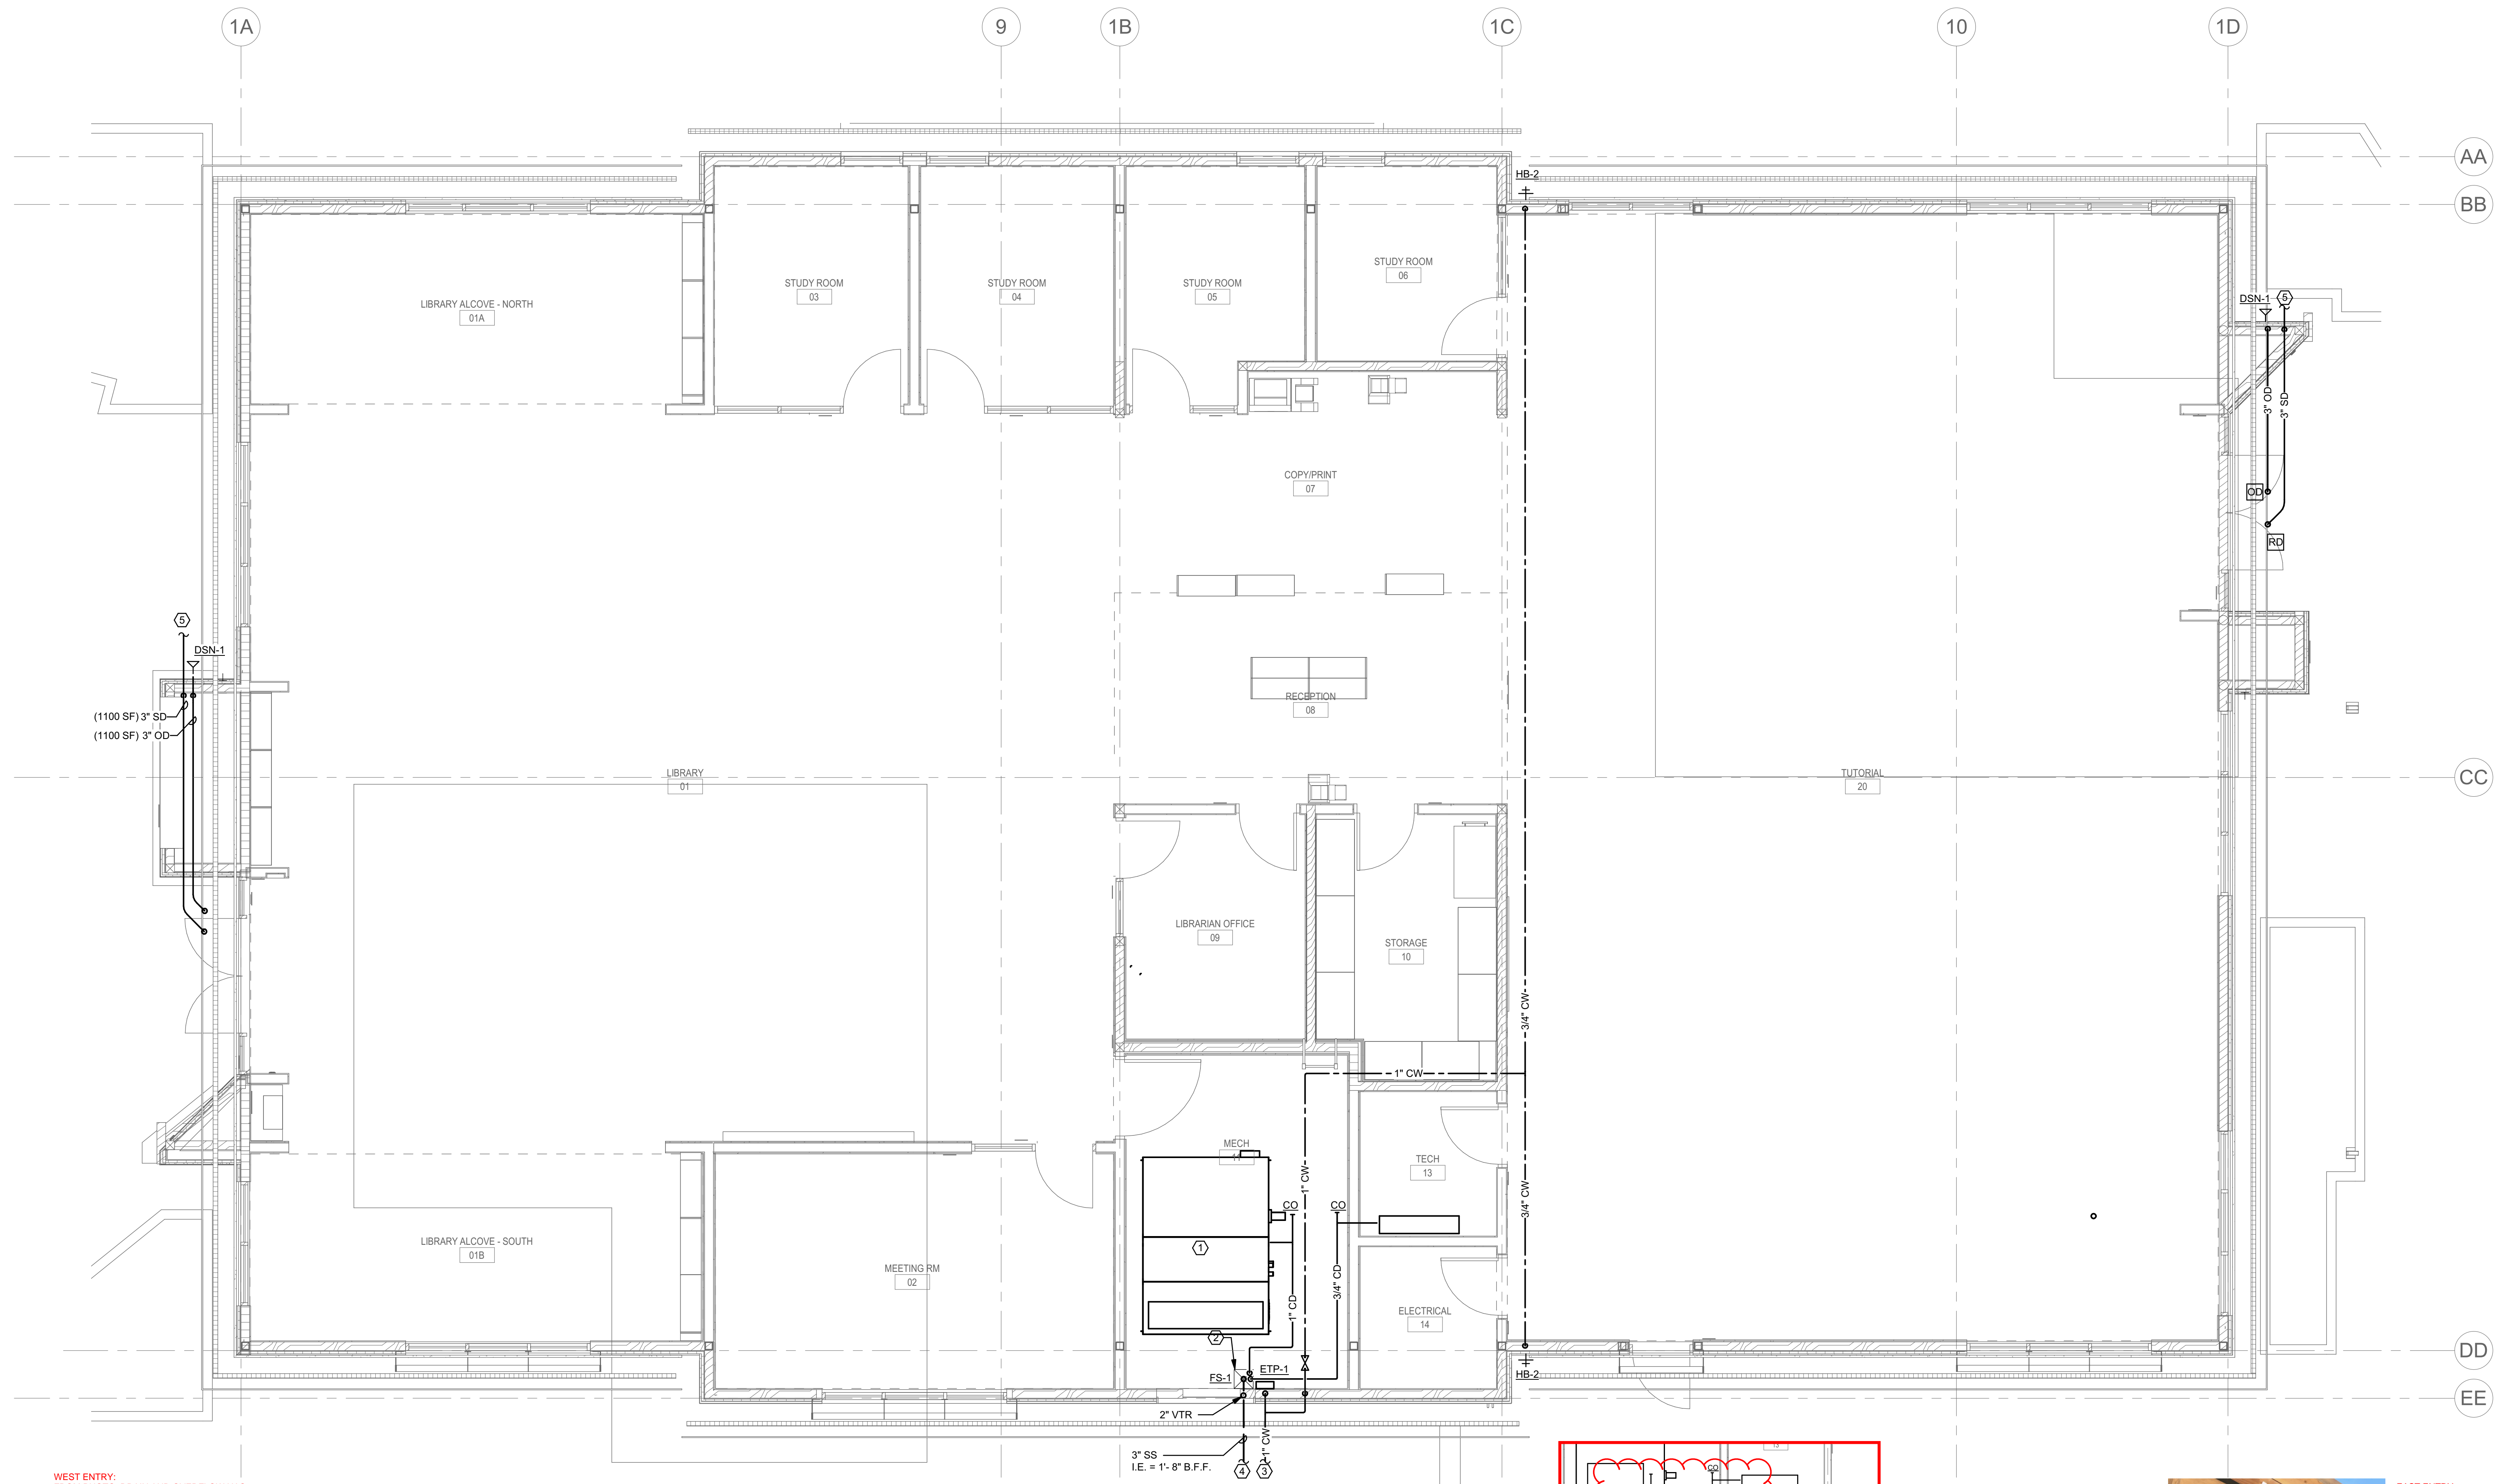 1A
9
1B
1C
10
1D
AA
BB
HB-2
STUDY ROOM
06
STUDY ROOM
03
STUDY ROOM
04
STUDY ROOM
05
LIBRARY ALCOVE - NORTH
01A
DSN-1
5
3" OD
3" SD
COPY/PRINT
07
OD
RD
5
DSN-1
RECEPTION
08
(1100 SF) 3" SD
(1100 SF) 3" OD
LIBRARY
01
TUTORIAL
20
CC
LIBRARIAN OFFICE
09
STORAGE
10
3/4" CW
1" CW
MECH
11
TECH
13
1" CW
3/4" CW
CO
CO
LIBRARY ALCOVE - SOUTH
01B
1
MEETING RM
02
3/4" CD
1" CD
ELECTRICAL
14
2
DD
ETP-1
FS-1
HB-2
EE
2" VTR
1" CW
3" SS
I.E. = 1'- 8" B.F.F.
4
3
13
CO
WEST ENTRY: